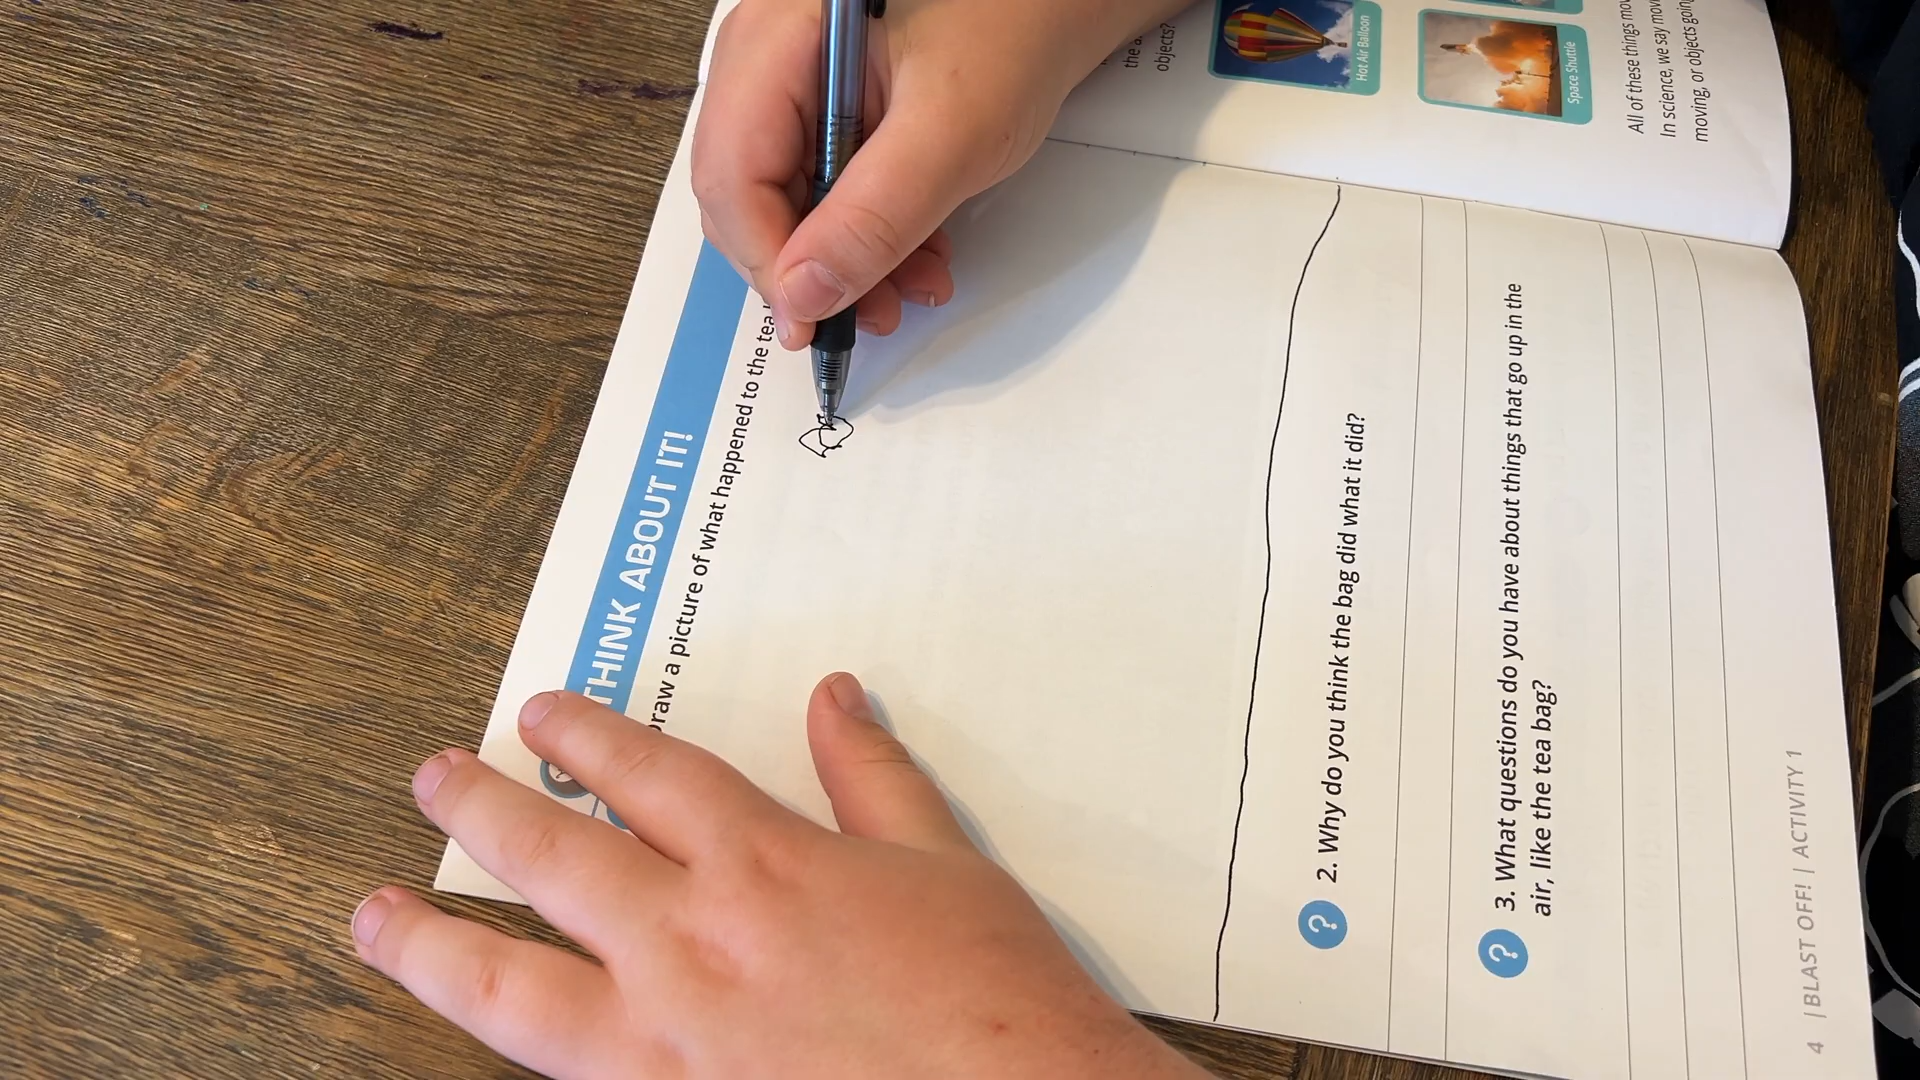 THINK ABOUT IT!
Draw a picture of what happened to the tea
2. Why do you think the bag did what it did?
3. What questions do you have about things that go up in the
air, like the tea bag?
4 | BLAST OFF! | ACTIVITY 1
the a
objects?
Hot Air Balloon
Space Shuttle
All of these things mov
In science, we say mov
moving, or objects goin